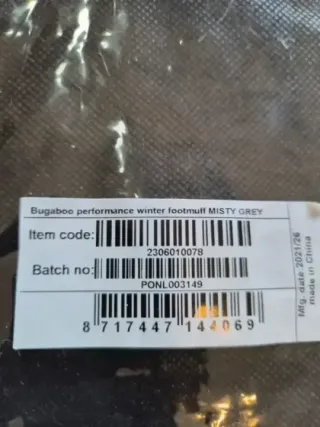 Bugaboo performance winter footmuff MISTY GREY
Item code:
2306010078
Batch no:
PONL003149
8 717447 144069
Mfg. date 2021/26
made in China